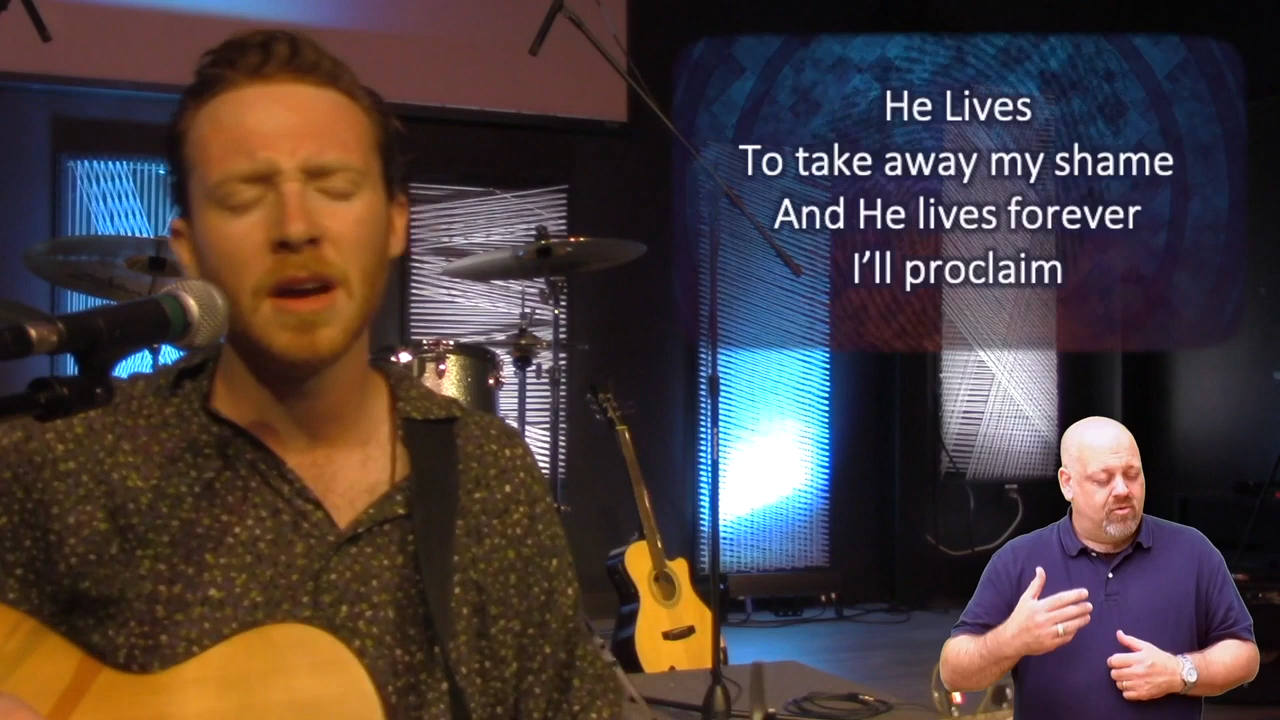 He Lives
To take away my shame
And He lives forever
I'll proclaim